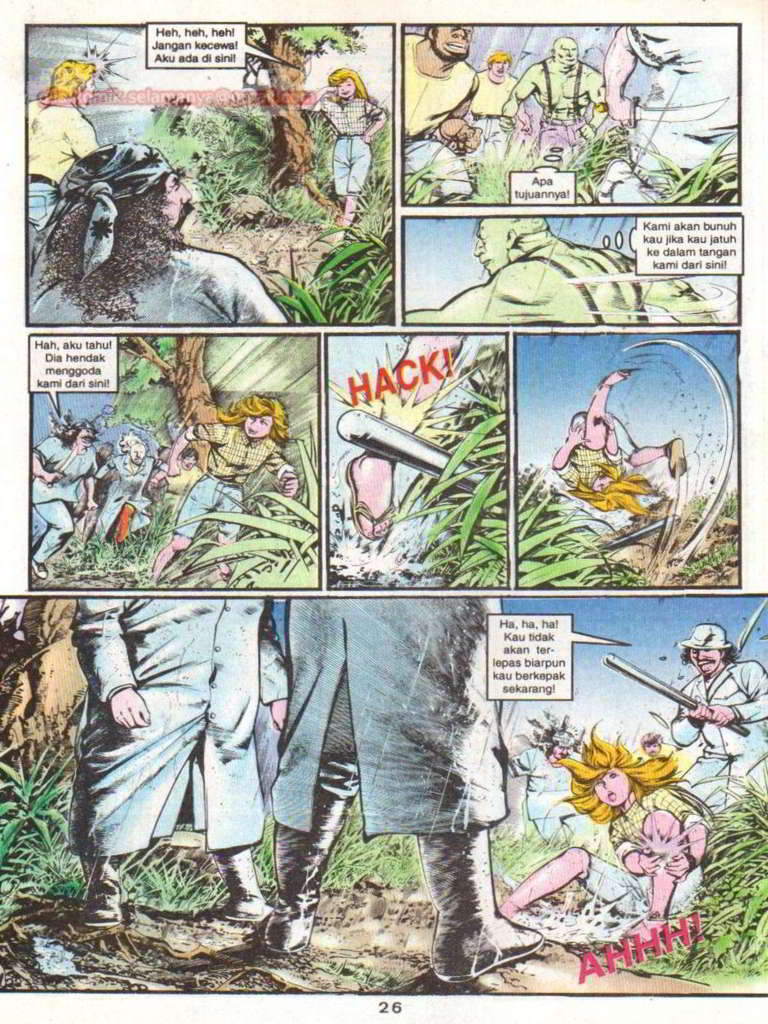 Heh, heh, heh!
Jangan kecewa!
Aku ada di sini!
Apa
tujuannya!
Kami akan bunuh
kau jika kau jatuh
ke dalam tangan
kami dari sini!
Hah, aku tahu!
Dia hendak
menggoda
kami dari sini!
HACK!
Ha, ha, ha!
Kau tidak
akan ter-
lepas biarpun
kau berkepak
sekarang!
AHHH!
26